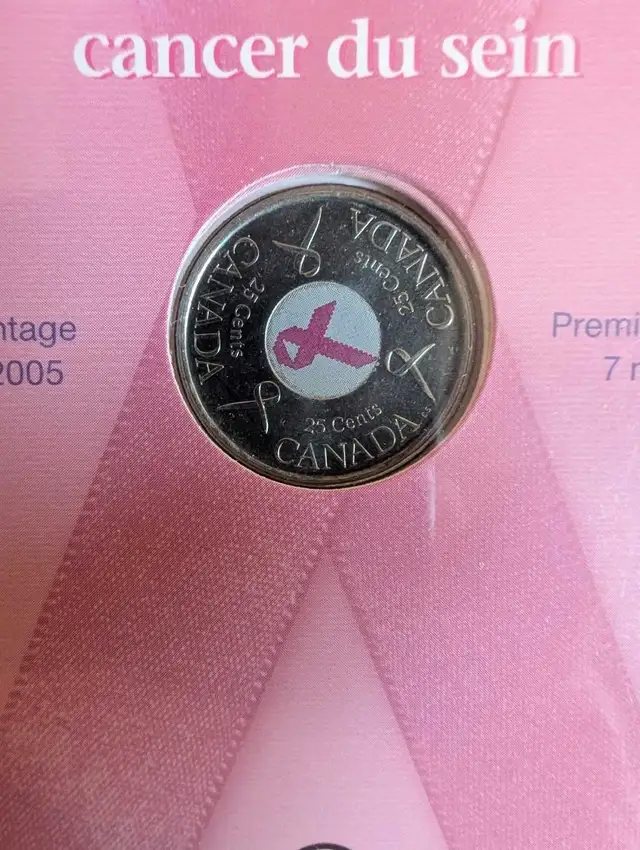 cancer du sein
CANADA
25 Cents
CANADA
25 Cents
ntage
2005
Premi
7
25 Cents
CANADA